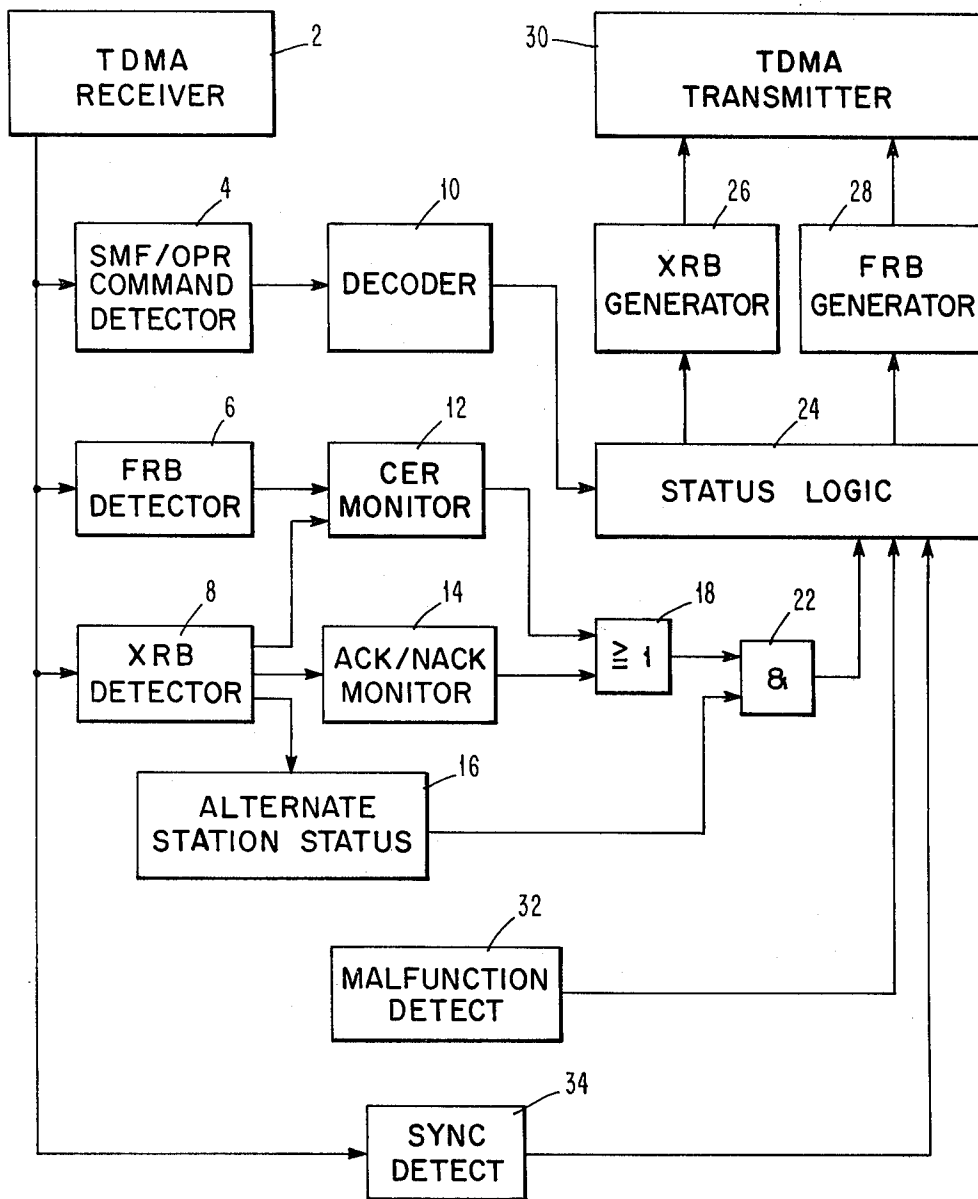 2
TDMA
RECEIVER
30
TDMA
TRANSMITTER
4
SMF/OPR
COMMAND
DETECTOR
10
DECODER
26
XRB
GENERATOR
28
FRB
GENERATOR
6
FRB
DETECTOR
12
CER
MONITOR
24
STATUS LOGIC
8
XRB
DETECTOR
14
ACK/NACK
MONITOR
18
≧ 1
22
&
16
ALTERNATE
STATION STATUS
32
MALFUNCTION
DETECT
34
SYNC
DETECT